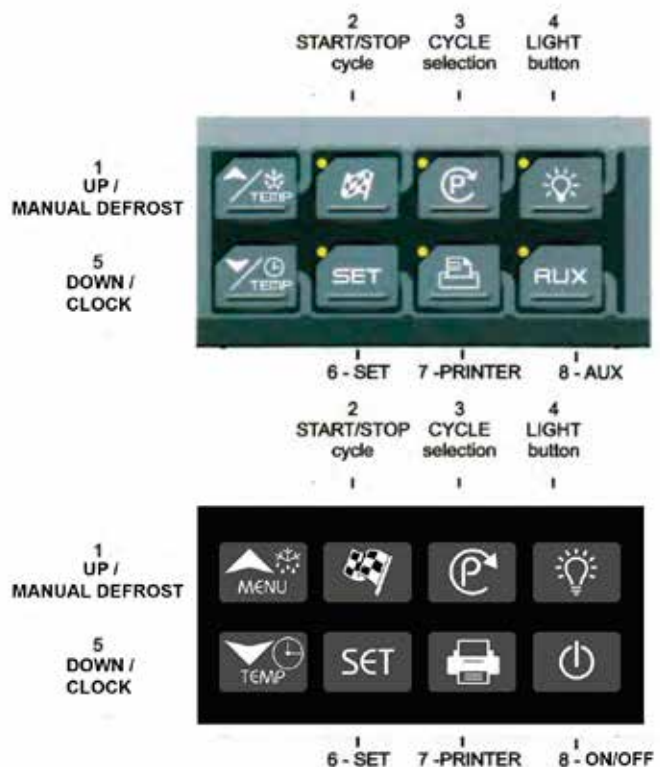 2 3 4
START/STOP CYCLE LIGHT
cycle selection button
1
UP /
MANUAL DEFROST
TEMP
P
5
DOWN /
CLOCK
TEMP
SET
AUX
6 - SET 7 -PRINTER 8 - AUX
2 3 4
START/STOP CYCLE LIGHT
cycle selection button
1
UP /
MANUAL DEFROST
MENU
P
5
DOWN /
CLOCK
TEMP
SET
6 - SET 7 -PRINTER 8 - ON/OFF